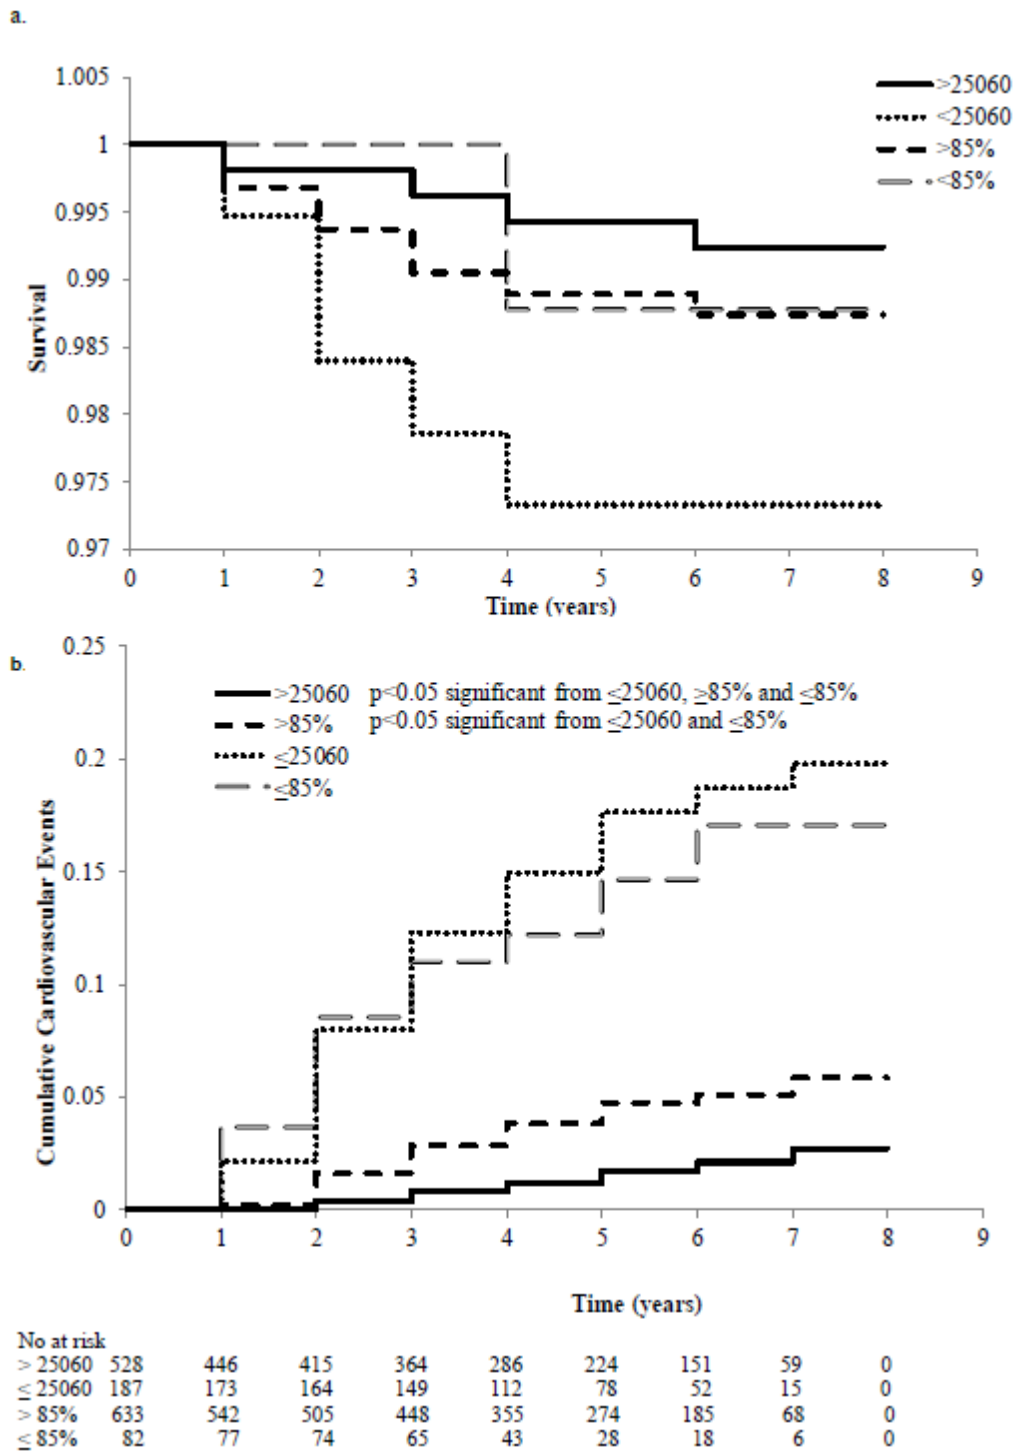 a.
1.005
1
0.995
0.99
0.985
0.98
0.975
0.97
Survival
>25060
<25060
>85%
<85%
0 1 2 3 4 5 6 7 8 9
Time (years)
b.
0.25
0.2
0.15
0.1
0.05
0
Cumulative Cardiovascular Events
>25060 p<0.05 significant from ≤25060, ≥85% and ≤85%
>85% p<0.05 significant from ≤25060 and ≤85%
≤25060
≤85%
0 1 2 3 4 5 6 7 8 9
Time (years)
No at risk
> 25060 528 446 415 364 286 224 151 59 0
≤ 25060 187 173 164 149 112 78 52 15 0
> 85% 633 542 505 448 355 274 185 68 0
≤ 85% 82 77 74 65 43 28 18 6 0